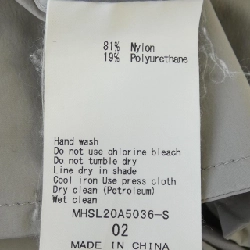 81% Nylon
19% Polyurethane
Hand wash
Do not use chlorine bleach
Do not tumble dry
Line dry in shade
Cool iron Use press cloth
Dry clean (Petroleum)
Wet clean
MHSL20A5036-S
02
MADE IN CHINA